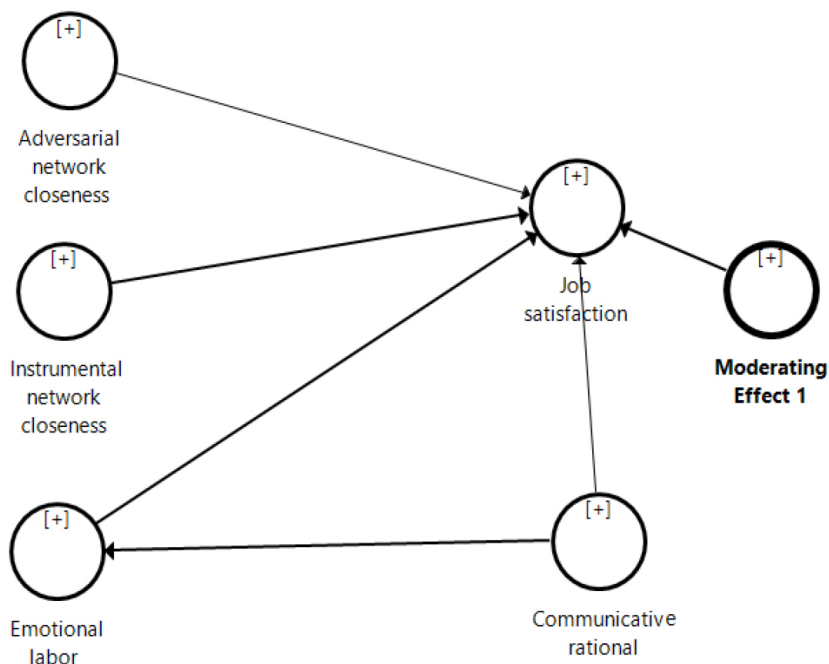 [+]
Adversarial
network
closeness
[+]
Job
satisfaction
[+]
Instrumental
network
closeness
[+]
Moderating
Effect 1
[+]
Emotional
labor
[+]
Communicative
rational